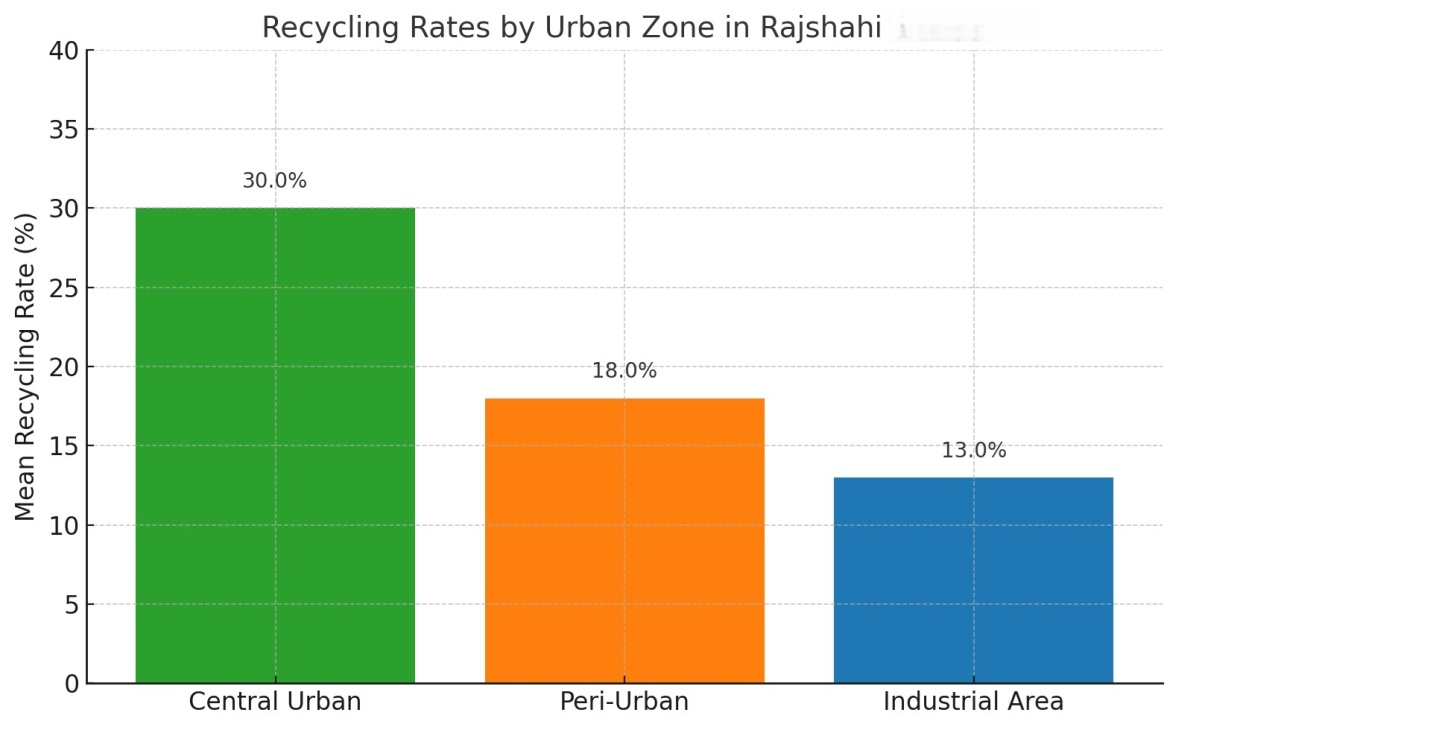 Recycling Rates by Urban Zone in Rajshahi
Mean Recycling Rate (%)
40
35
30
25
20
15
10
5
0
30.0%
18.0%
13.0%
Central Urban
Peri-Urban
Industrial Area